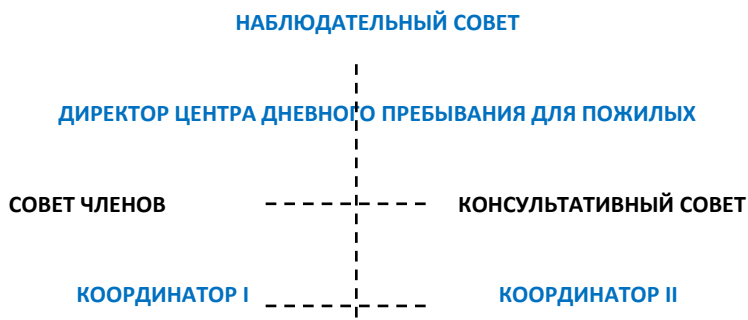 НАБЛЮДАТЕЛЬНЫЙ СОВЕТ
ДИРЕКТОР ЦЕНТРА ДНЕВНОГО ПРЕБЫВАНИЯ ДЛЯ ПОЖИЛЫХ
СОВЕТ ЧЛЕНОВ
КОНСУЛЬТАТИВНЫЙ СОВЕТ
КООРДИНАТОР I
КООРДИНАТОР II